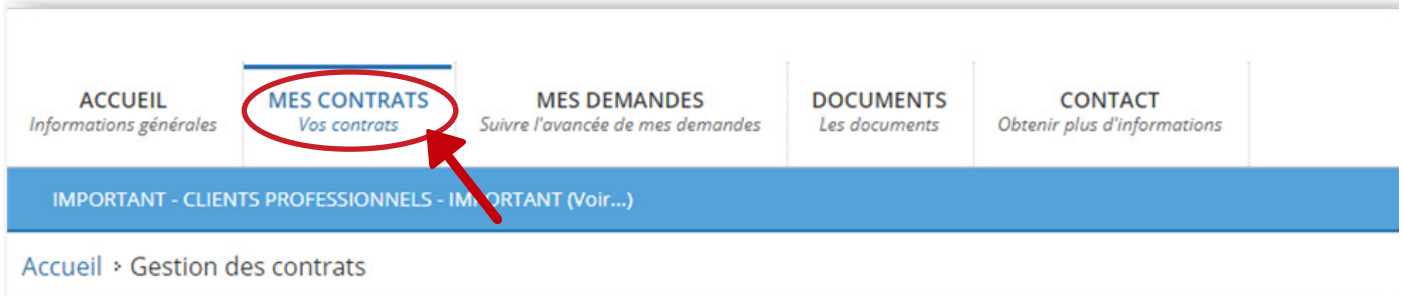 ACCUEIL
Informations générales
MES CONTRATS
Vos contrats
MES DEMANDES
Suivre l'avancée de mes demandes
DOCUMENTS
Les documents
CONTACT
Obtenir plus d'informations
IMPORTANT - CLIENTS PROFESSIONNELS - IMPORTANT (Voir...)
Accueil > Gestion des contrats